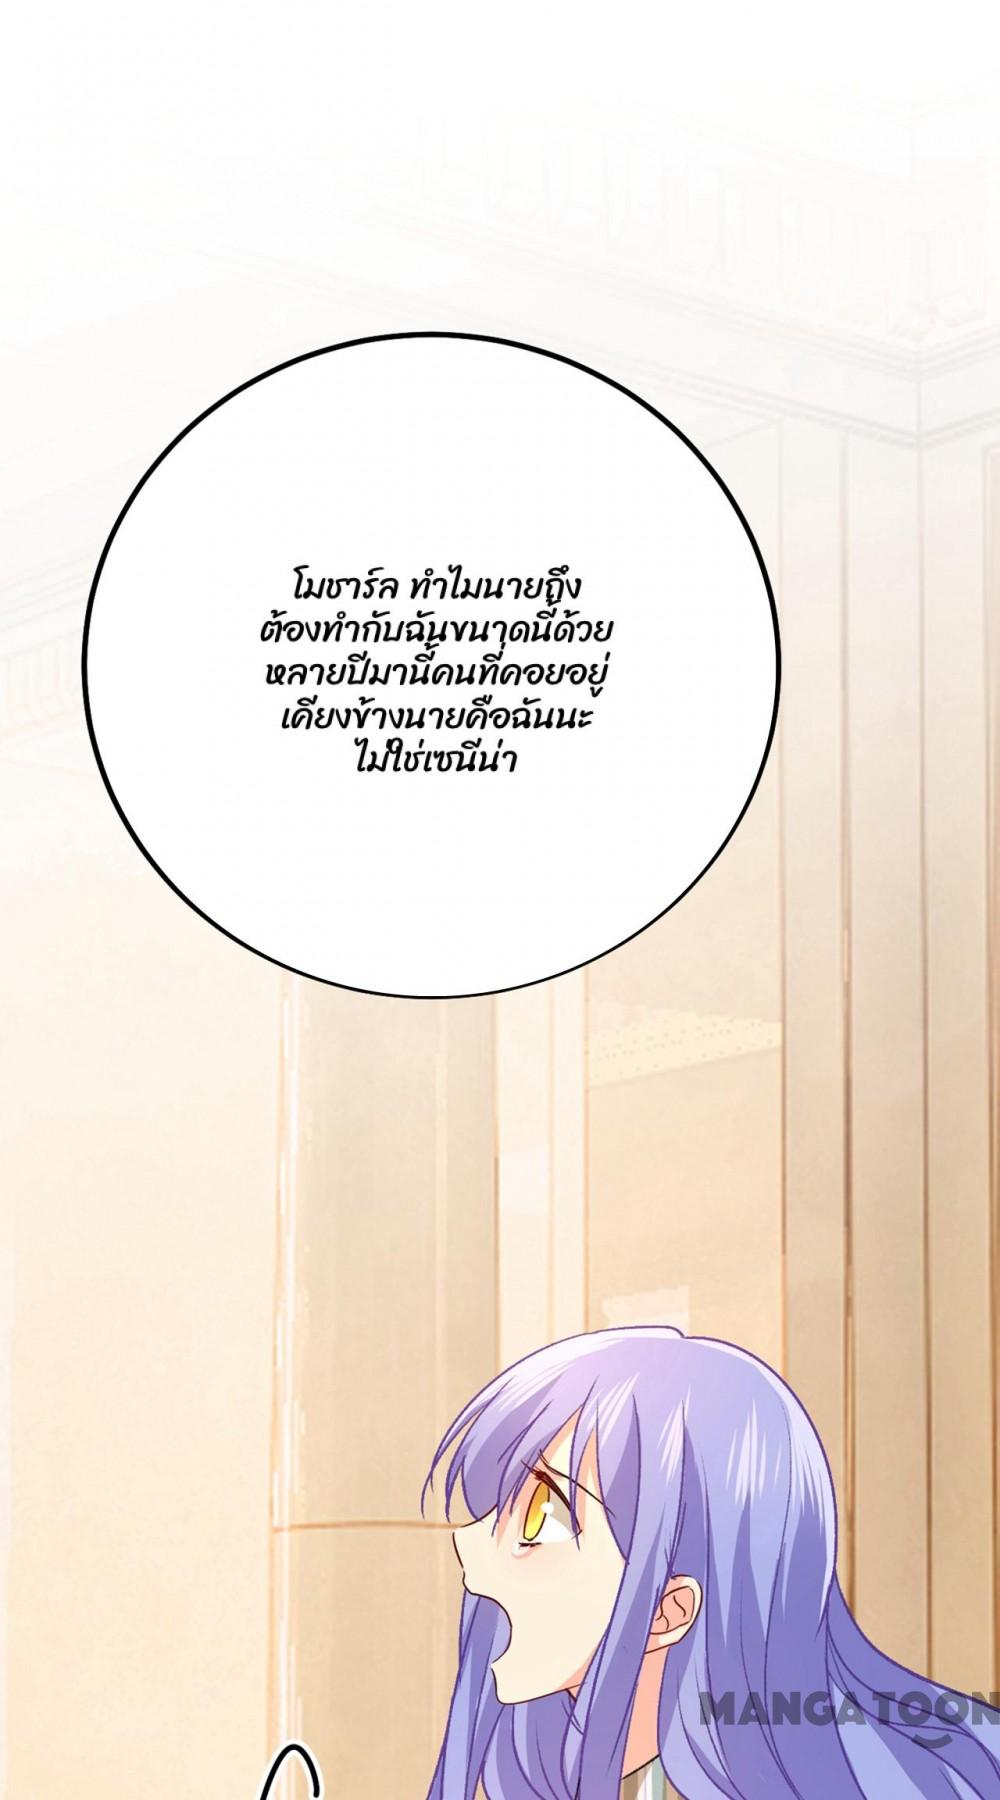 โมชาร์ล ทำไมนายถึง
ต้องทำกับฉันขนาดนี้ด้วย
หลายปีมานี้คนที่คอยอยู่
เคียงข้างนายคือฉันนะ
ไม่ใช่เซนีน่า
MANGATOON